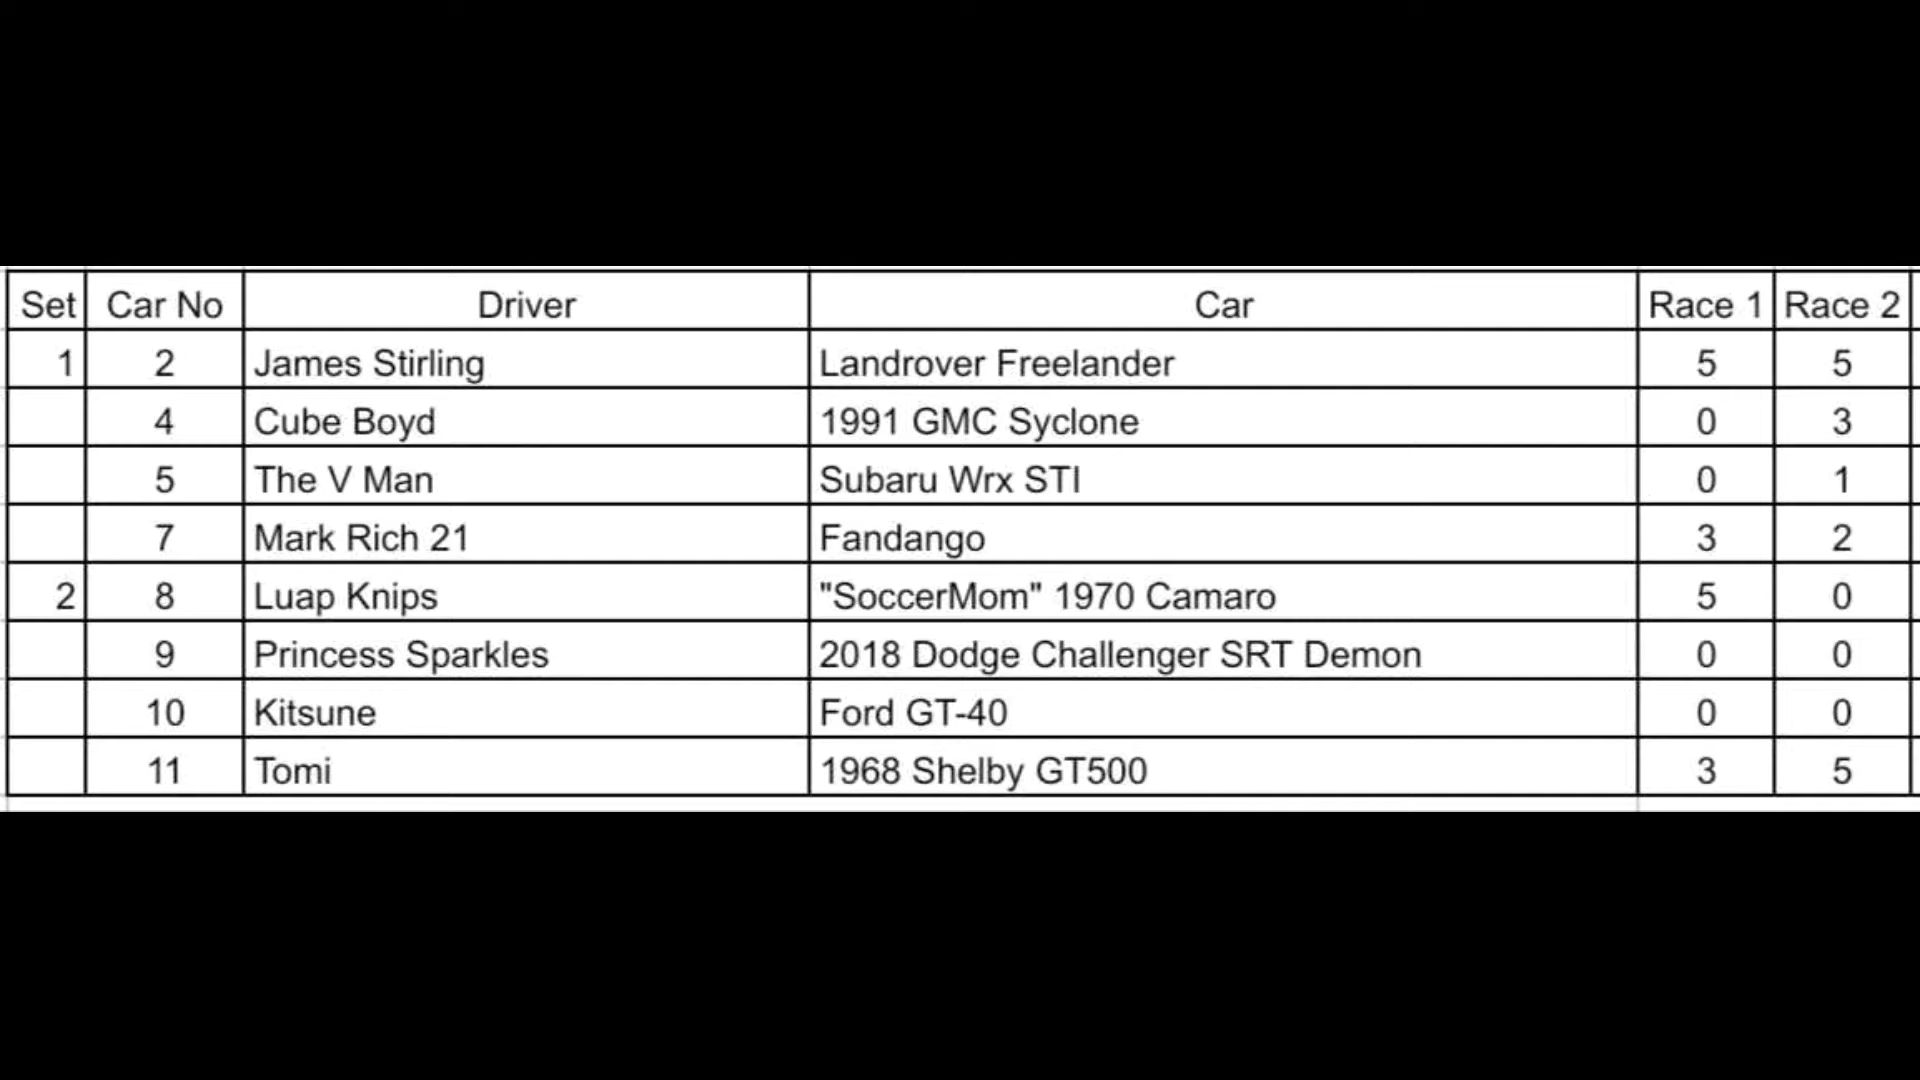 Set Car No Driver Car Race 1 Race 2
1 2 James Stirling Landrover Freelander 5 5
4 Cube Boyd 1991 GMC Syclone 0 3
5 The V Man Subaru Wrx STI 0 1
7 Mark Rich 21 Fandango 3 2
2 8 Luap Knips "SoccerMom" 1970 Camaro 5 0
9 Princess Sparkles 2018 Dodge Challenger SRT Demon 0 0
10 Kitsune Ford GT-40 0 0
11 Tomi 1968 Shelby GT500 3 5